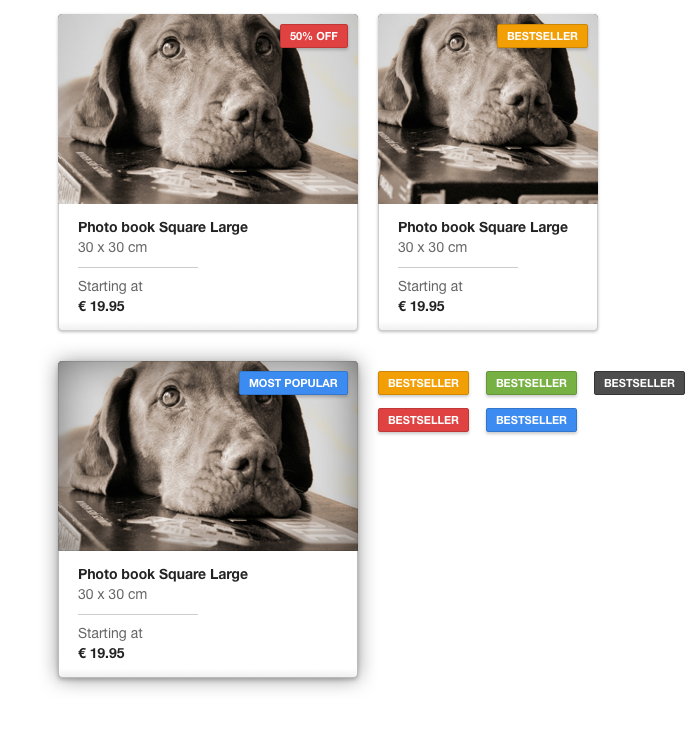 50% OFF
Photo book Square Large
30 x 30 cm
Starting at
€ 19.95
BESTSELLER
Photo book Square Large
30 x 30 cm
Starting at
€ 19.95
MOST POPULAR
Photo book Square Large
30 x 30 cm
Starting at
€ 19.95
BESTSELLER BESTSELLER BESTSELLER
BESTSELLER BESTSELLER